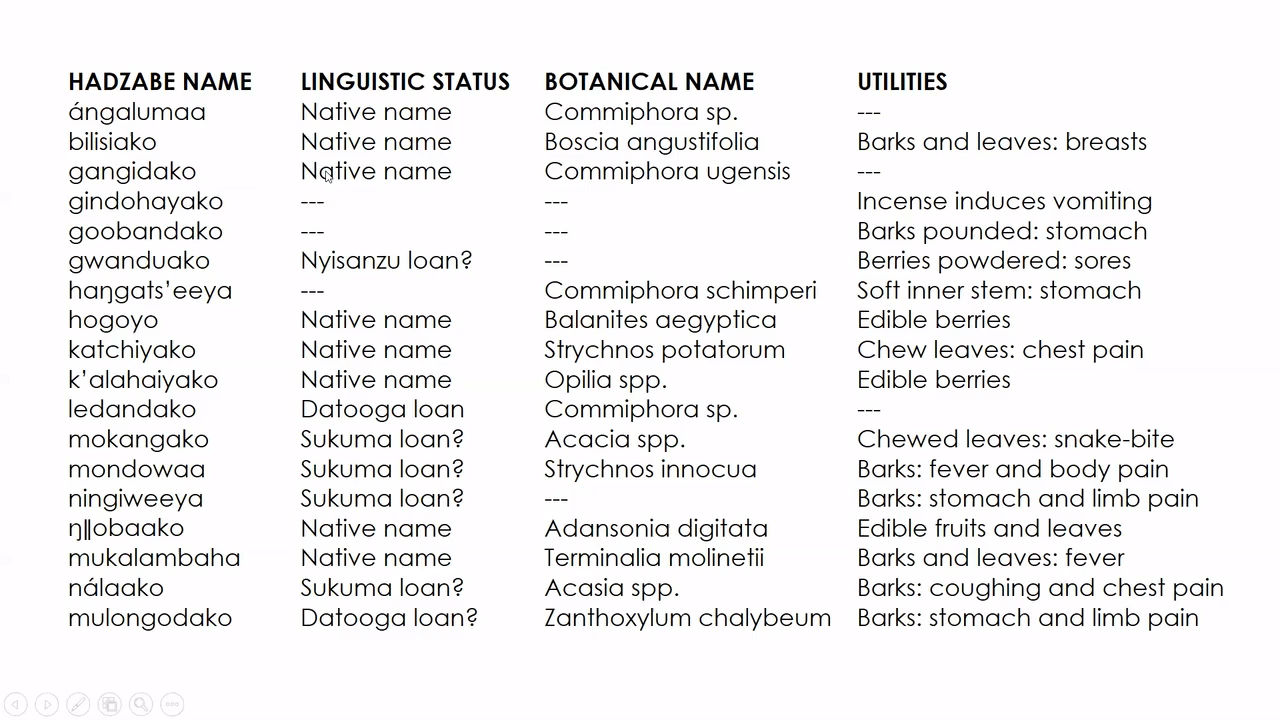 HADZABE NAME LINGUISTIC STATUS BOTANICAL NAME UTILITIES
ángalumaa Native name Commiphora sp. ---
bilisiako Native name Boscia angustifolia Barks and leaves: breasts
gangidako Native name Commiphora ugensis ---
gindohayako --- --- Incense induces vomiting
goobandako --- --- Barks pounded: stomach
gwanduako Nyisanzu loan? --- Berries powdered: sores
haŋgats’eeya --- Commiphora schimperi Soft inner stem: stomach
hogoyo Native name Balanites aegyptica Edible berries
katchiyako Native name Strychnos potatorum Chew leaves: chest pain
k’alahaiyako Native name Opilia spp. Edible berries
ledandako Datooga loan Commiphora sp. ---
mokangako Sukuma loan? Acacia spp. Chewed leaves: snake-bite
mondowaa Sukuma loan? Strychnos innocua Barks: fever and body pain
ningiweeya Sukuma loan? --- Barks: stomach and limb pain
ŋǁobaako Native name Adansonia digitata Edible fruits and leaves
mukalambaha Native name Terminalia molinetii Barks and leaves: fever
nálaako Sukuma loan? Acasia spp. Barks: coughing and chest pain
mulongodako Datooga loan? Zanthoxylum chalybeum Barks: stomach and limb pain